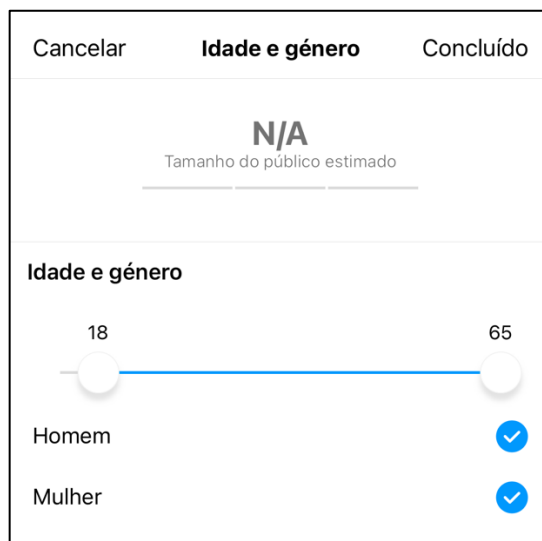 Cancelar Idade e género Concluído
N/A
Tamanho do público estimado
Idade e género
18 65
Homem
Mulher